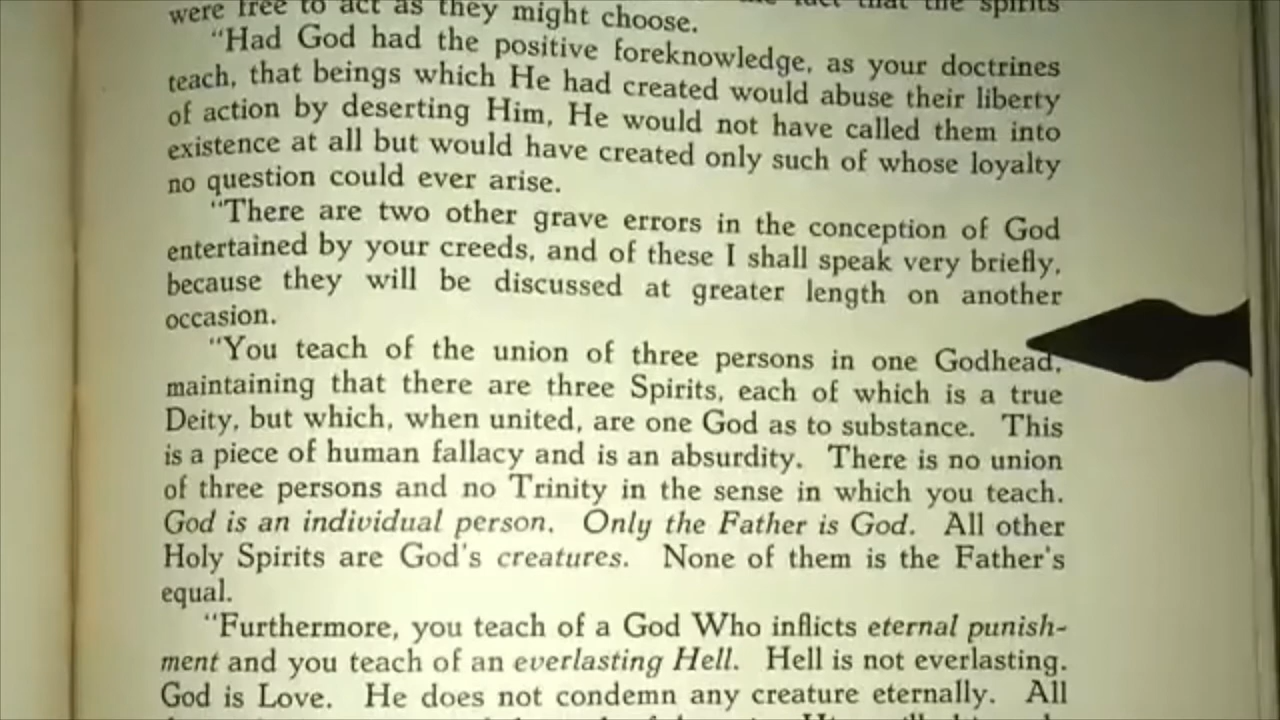 were free to act as they might choose. the fact that the spirits
“Had God had the positive foreknowledge, as your doctrines
teach, that beings which He had created would abuse their liberty
of action by deserting Him, He would not have called them into
existence at all but would have created only such of whose loyalty
no question could ever arise.
“There are two other grave errors in the conception of God
entertained by your creeds, and of these I shall speak very briefly,
because they will be discussed at greater length on another
occasion.
“You teach of the union of three persons in one Godhead,
maintaining that there are three Spirits, each of which is a true
Deity, but which, when united, are one God as to substance. This
is a piece of human fallacy and is an absurdity. There is no union
of three persons and no Trinity in the sense in which you teach.
God is an individual person. Only the Father is God. All other
Holy Spirits are God's creatures. None of them is the Father's
equal.
“Furthermore, you teach of a God Who inflicts eternal punish-
ment and you teach of an everlasting Hell. Hell is not everlasting.
God is Love. He does not condemn any creature eternally. All